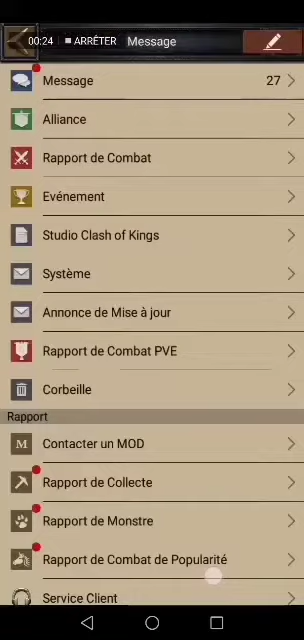 00:24 ARRÊTER Message
Message 27
Alliance
Rapport de Combat
Evénement
Studio Clash of Kings
Système
Annonce de Mise à jour
Rapport de Combat PVE
Corbeille
Rapport
M Contacter un MOD
Rapport de Collecte
Rapport de Monstre
Rapport de Combat de Popularité
Service Client